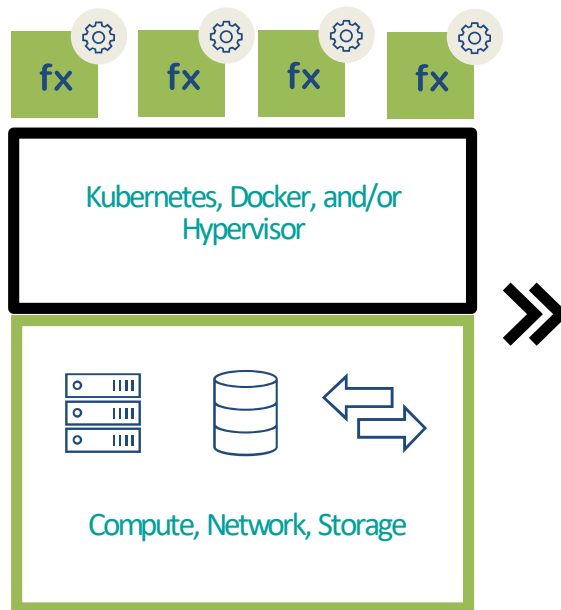 fx fx fx fx
Kubernetes, Docker, and/or
Hypervisor
Compute, Network, Storage